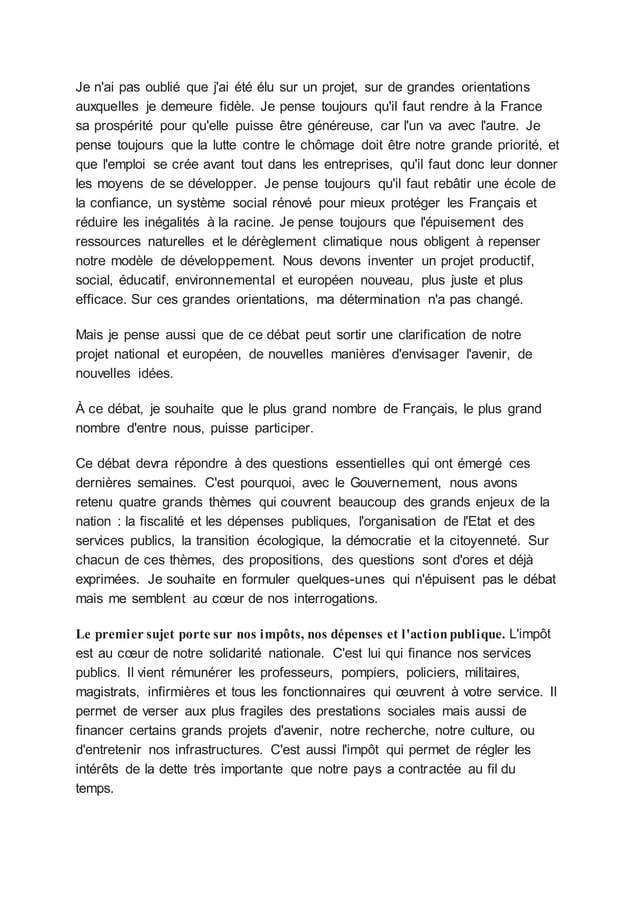 Je n'ai pas oublié que j'ai été élu sur un projet, sur de grandes orientations
auxquelles je demeure fidèle. Je pense toujours qu'il faut rendre à la France
sa prospérité pour qu'elle puisse être généreuse, car l'un va avec l'autre. Je
pense toujours que la lutte contre le chômage doit être notre grande priorité, et
que l'emploi se crée avant tout dans les entreprises, qu'il faut donc leur donner
les moyens de se développer. Je pense toujours qu'il faut rebâtir une école de
la confiance, un système social rénové pour mieux protéger les Français et
réduire les inégalités à la racine. Je pense toujours que l'épuisement des
ressources naturelles et le dérèglement climatique nous obligent à repenser
notre modèle de développement. Nous devons inventer un projet productif,
social, éducatif, environnemental et européen nouveau, plus juste et plus
efficace. Sur ces grandes orientations, ma détermination n'a pas changé.
Mais je pense aussi que de ce débat peut sortir une clarification de notre
projet national et européen, de nouvelles manières d'envisager l'avenir, de
nouvelles idées.
À ce débat, je souhaite que le plus grand nombre de Français, le plus grand
nombre d'entre nous, puisse participer.
Ce débat devra répondre à des questions essentielles qui ont émergé ces
dernières semaines. C'est pourquoi, avec le Gouvernement, nous avons
retenu quatre grands thèmes qui couvrent beaucoup des grands enjeux de la
nation : la fiscalité et les dépenses publiques, l'organisation de l'Etat et des
services publics, la transition écologique, la démocratie et la citoyenneté. Sur
chacun de ces thèmes, des propositions, des questions sont d'ores et déjà
exprimées. Je souhaite en formuler quelques-unes qui n'épuisent pas le débat
mais me semblent au cœur de nos interrogations.
Le premier sujet porte sur nos impôts, nos dépenses et l'action publique. L'impôt
est au cœur de notre solidarité nationale. C'est lui qui finance nos services
publics. Il vient rémunérer les professeurs, pompiers, policiers, militaires,
magistrats, infirmières et tous les fonctionnaires qui œuvrent à votre service. Il
permet de verser aux plus fragiles des prestations sociales mais aussi de
financer certains grands projets d'avenir, notre recherche, notre culture, ou
d'entretenir nos infrastructures. C'est aussi l'impôt qui permet de régler les
intérêts de la dette très importante que notre pays a contractée au fil du
temps.